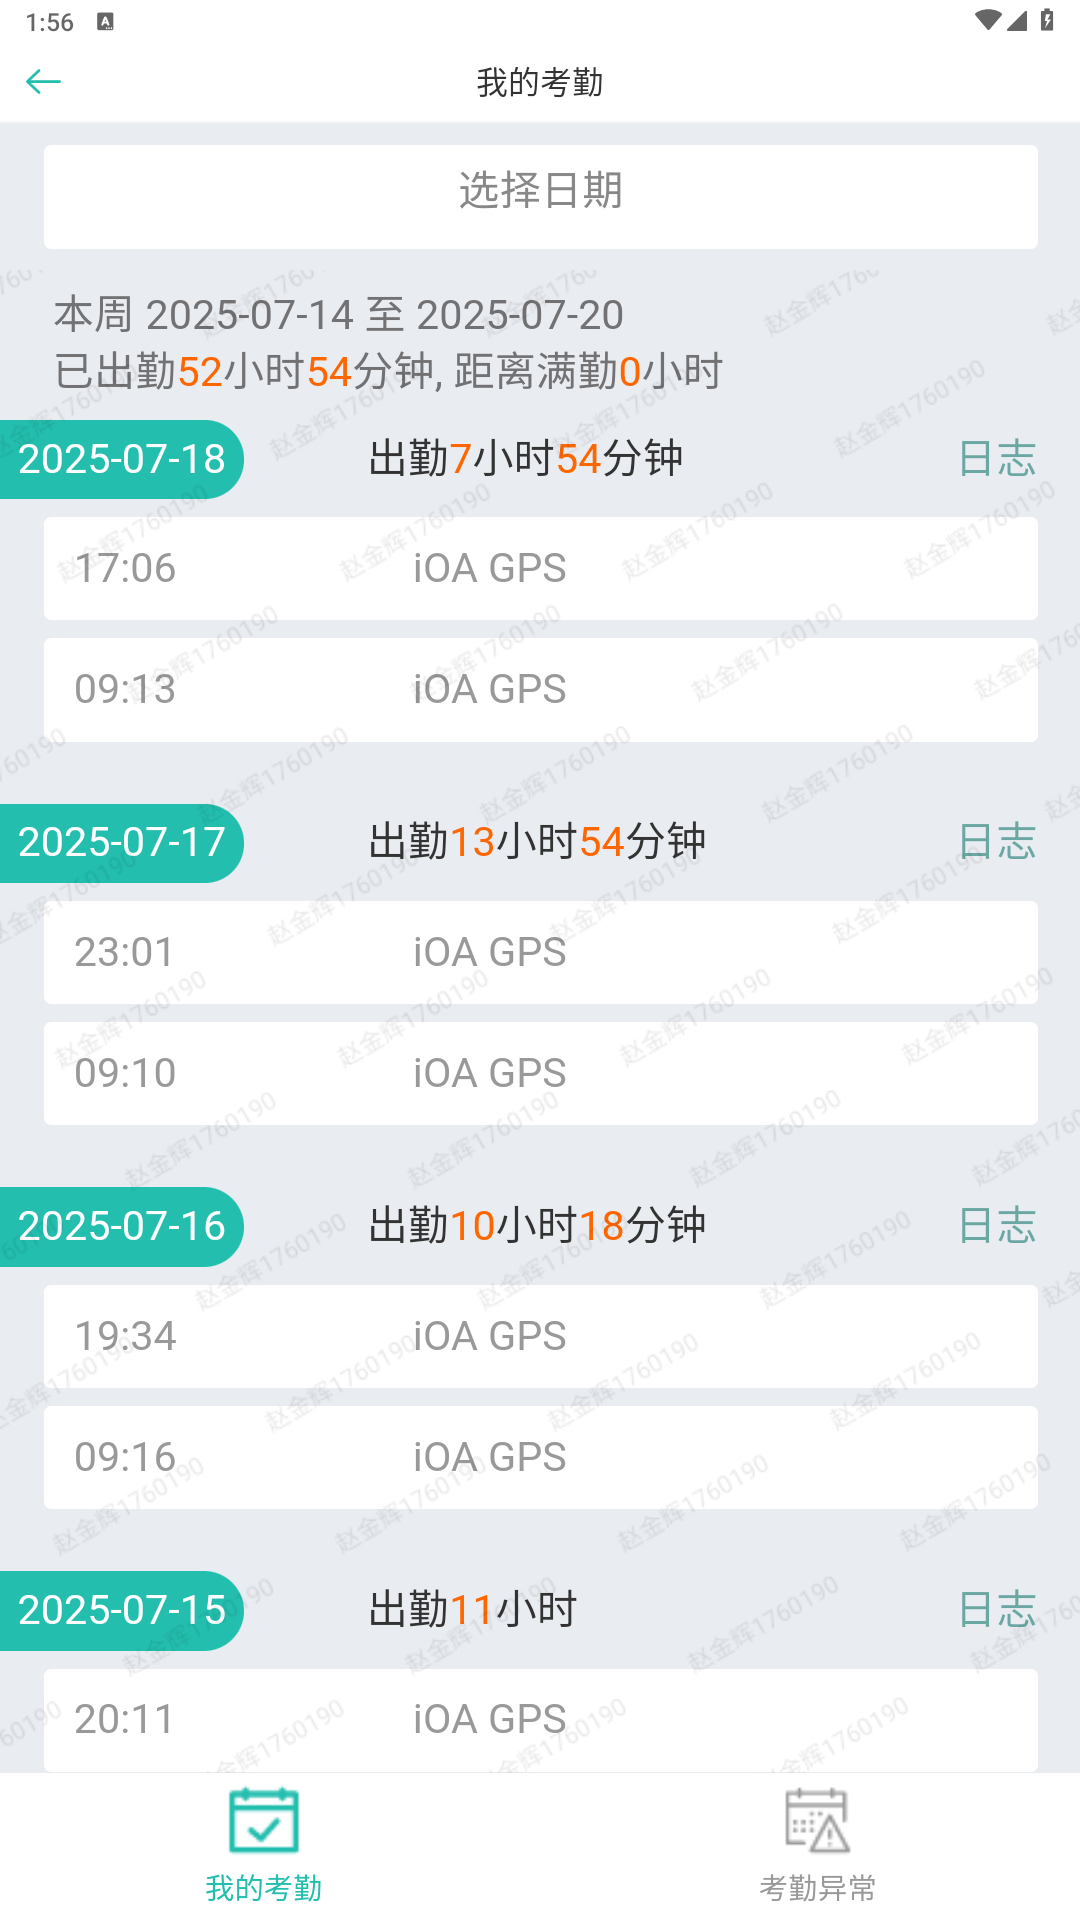 1:56
我的考勤
选择日期
本周 2025-07-14 至 2025-07-20
已出勤52小时54分钟, 距离满勤0小时
2025-07-18 出勤7小时54分钟 日志
17:06 iOA GPS
09:13 iOA GPS
2025-07-17 出勤13小时54分钟 日志
23:01 iOA GPS
09:10 iOA GPS
2025-07-16 出勤10小时18分钟 日志
19:34 iOA GPS
09:16 iOA GPS
2025-07-15 出勤11小时 日志
20:11 iOA GPS
我的考勤 考勤异常
赵金辉1760190